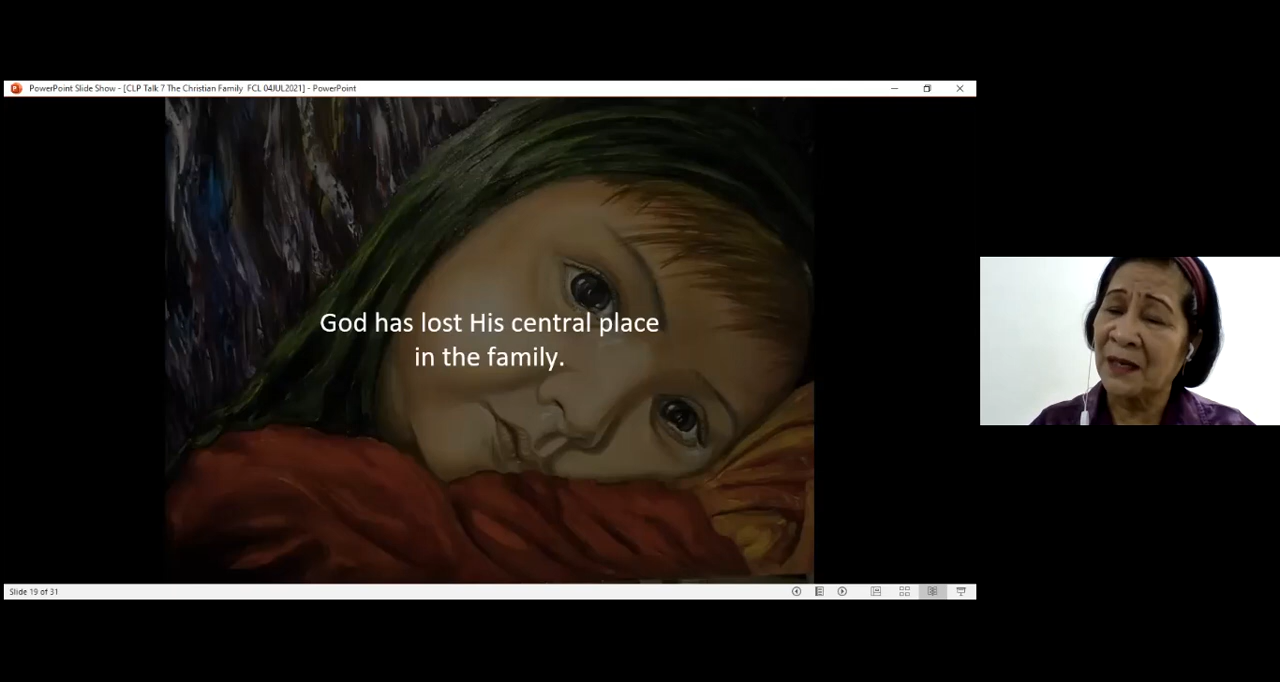 PowerPoint Slide Show - [CLP Talk 7 The Christian Family  FCL 04JUL2021] - PowerPoint
God has lost His central place
in the family.
Slide 19 of 31